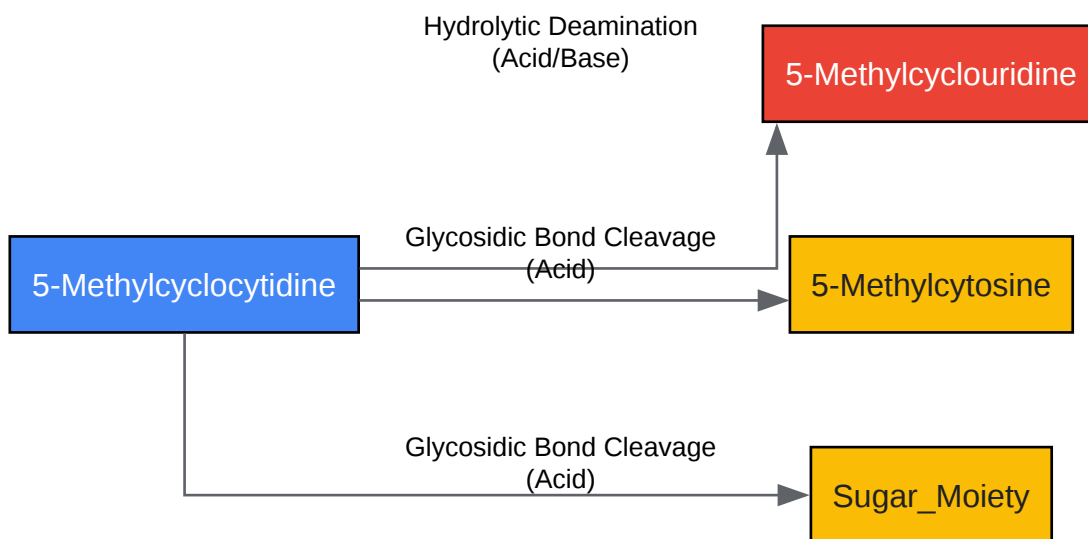 Hydrolytic Deamination
(Acid/Base)
5-Methylcyclouridine
Glycosidic Bond Cleavage
(Acid)
5-Methylcyclocytidine
5-Methylcytosine
Glycosidic Bond Cleavage
(Acid)
Sugar_Moiety